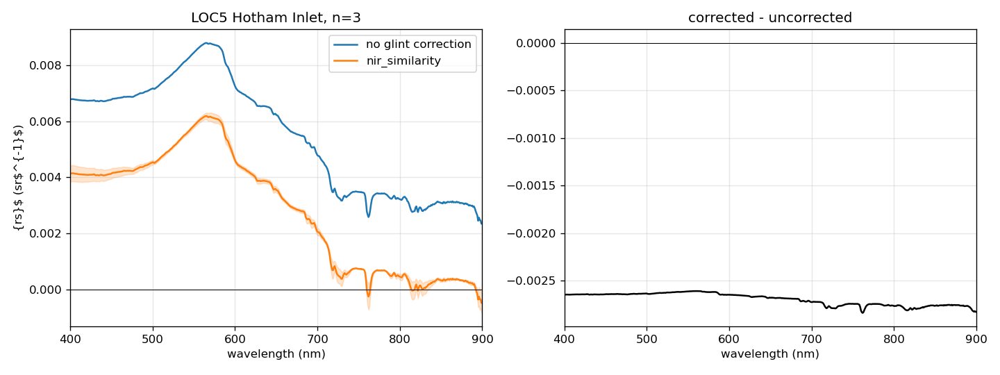 LOC5 Hotham Inlet, n=3
no glint correction
nir_similarity
{rs}$ (sr$^{-1}$)
0.008
0.006
0.004
0.002
0.000
400 500 600 700 800 900
wavelength (nm)
corrected - uncorrected
0.0000
−0.0005
−0.0010
−0.0015
−0.0020
−0.0025
400 500 600 700 800 900
wavelength (nm)